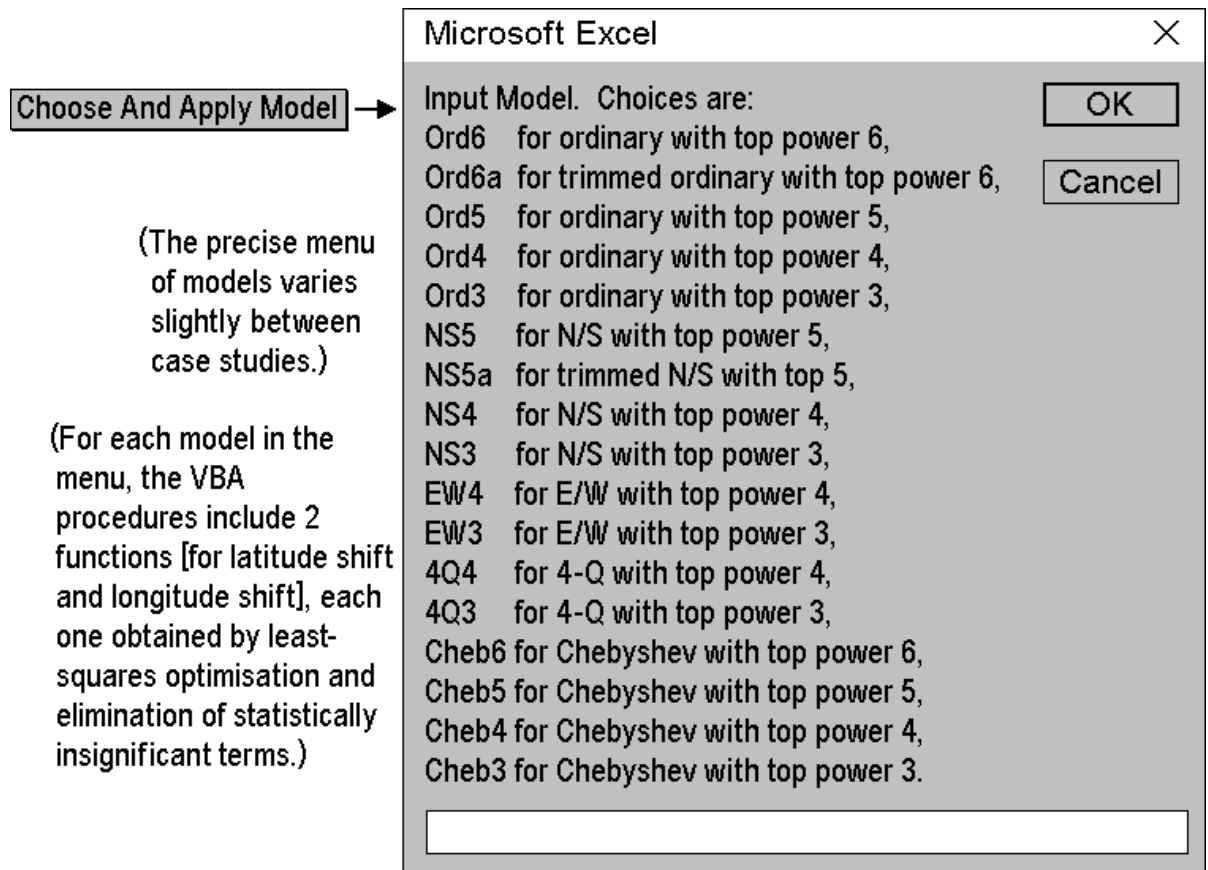 Microsoft Excel
Choose And Apply Model
(The precise menu
of models varies
slightly between
case studies.)
(For each model in the
menu, the VBA
procedures include 2
functions [for latitude shift
and longitude shift], each
one obtained by least-
squares optimisation and
elimination of statistically
insignificant terms.)
Input Model. Choices are:
Ord6 for ordinary with top power 6,
Ord6a for trimmed ordinary with top power 6,
Ord5 for ordinary with top power 5,
Ord4 for ordinary with top power 4,
Ord3 for ordinary with top power 3,
NS5 for N/S with top power 5,
NS5a for trimmed N/S with top 5,
NS4 for N/S with top power 4,
NS3 for N/S with top power 3,
EW4 for E/W with top power 4,
EW3 for E/W with top power 3,
4Q4 for 4-Q with top power 4,
4Q3 for 4-Q with top power 3,
Cheb6 for Chebyshev with top power 6,
Cheb5 for Chebyshev with top power 5,
Cheb4 for Chebyshev with top power 4,
Cheb3 for Chebyshev with top power 3.
OK
Cancel